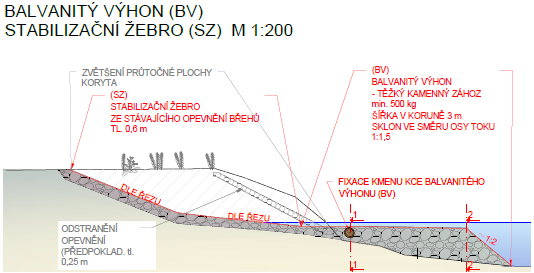 BALVANITÝ VÝHON (BV)
STABILIZAČNÍ ŽEBRO (SZ) M 1:200
ZVĚTŠENÍ PRŮTOČNÉ PLOCHY
KORYTA
(SZ)
STABILIZAČNÍ ŽEBRO
ZE STÁVAJÍCÍHO OPEVNĚNÍ BŘEHŮ
TL. 0,6 m
(BV)
BALVANITÝ VÝHON
- TĚŽKÝ KAMENNÝ ZÁHOZ
min. 500 kg
ŠÍŘKA V KORUNĚ 3 m
SKLON VE SMĚRU OSY TOKU
1:1,5
FIXACE KMENU KCE BALVANITÉHO
VÝHONU (BV)
DLE ŘEZU
DLE ŘEZU
1
2
~1:2
ODSTRANĚNÍ
OPEVNĚNÍ
(PŘEDPOKLAD. tl.
0,25 m
1
2